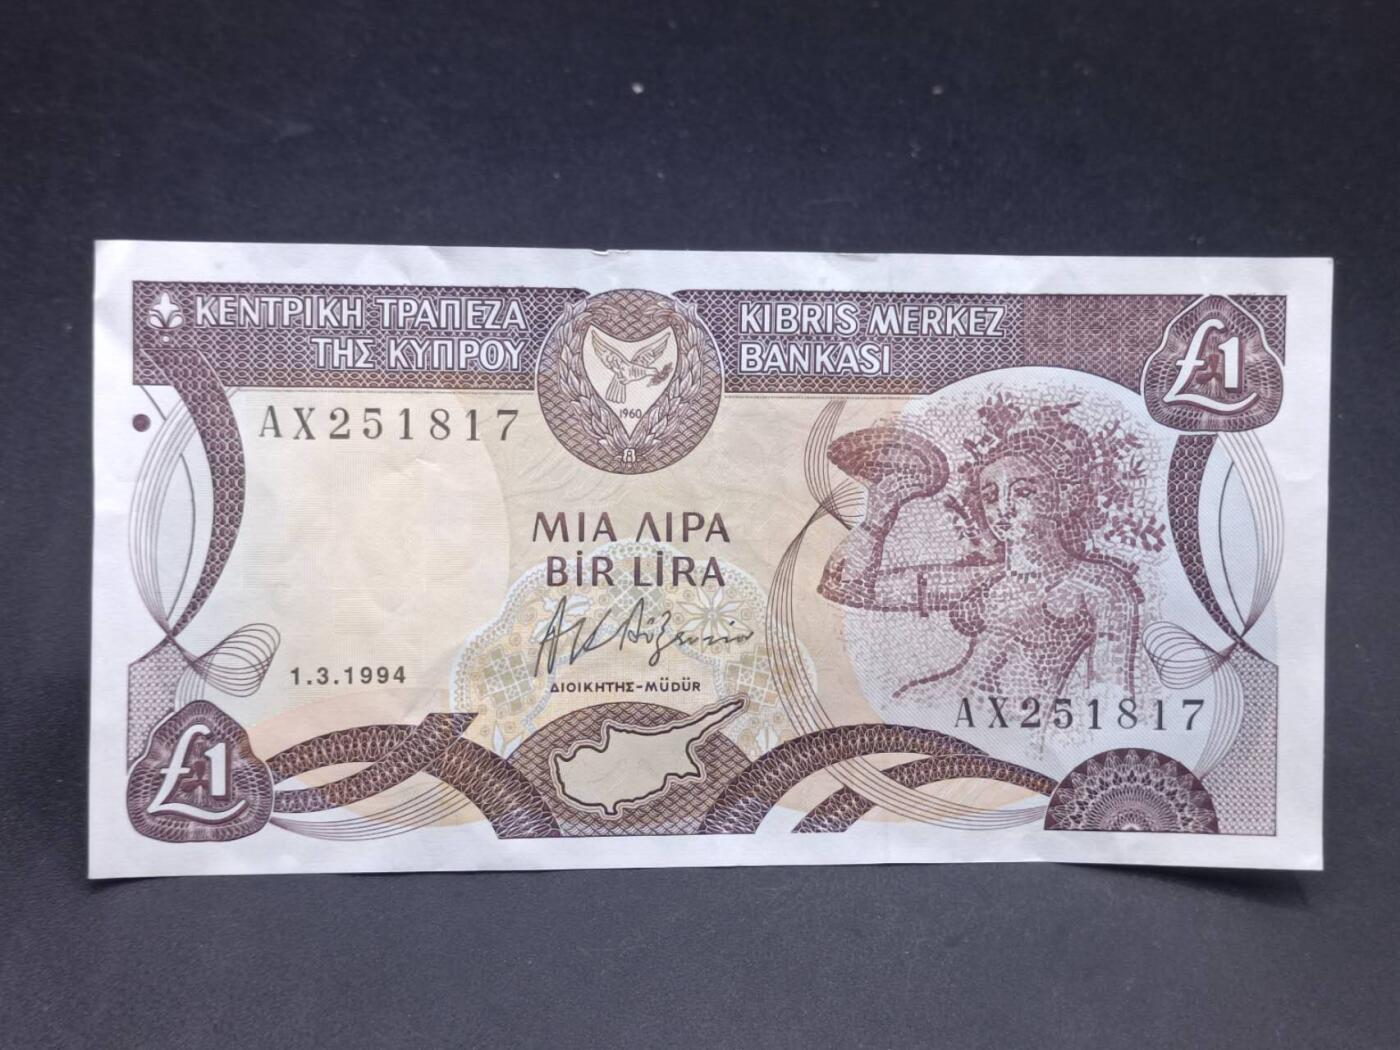 ΚΕΝΤΡΙΚΗ ΤΡΑΠΕΖΑ
ΤΗΣ ΚΥΠΡΟΥ
KIBRIS MERKEZ
BANKASI
£1
AX251817
1960
ΜΙΑ ΛΙΡΑ
BİR LİRA
1.3.1994
ΔΙΟΙΚΗΤΗΣ-MÜDÜR
AX251817
£1